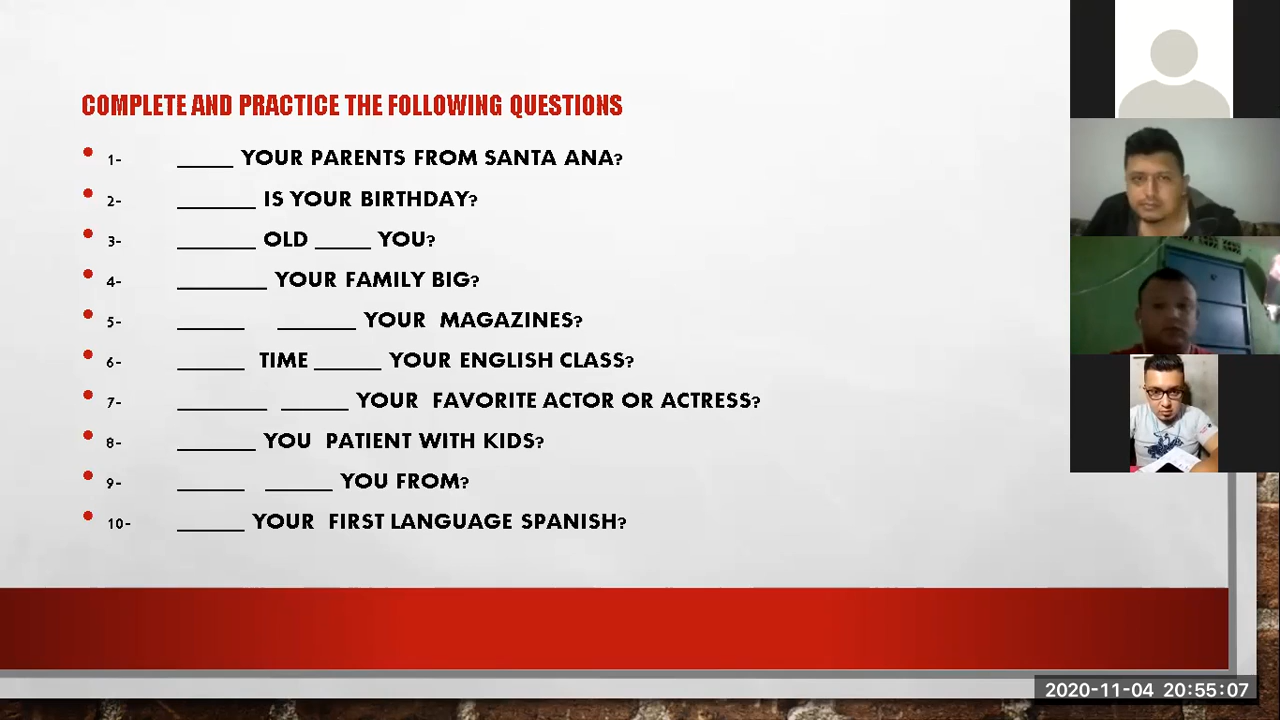 COMPLETE AND PRACTICE THE FOLLOWING QUESTIONS
• 1- _____ YOUR PARENTS FROM SANTA ANA?
• 2- _______ IS YOUR BIRTHDAY?
• 3- _______ OLD _____ YOU?
• 4- ________ YOUR FAMILY BIG?
• 5- ______ _______ YOUR MAGAZINES?
• 6- ______ TIME ______ YOUR ENGLISH CLASS?
• 7- ________ ______ YOUR FAVORITE ACTOR OR ACTRESS?
• 8- _______ YOU PATIENT WITH KIDS?
• 9- ______ ______ YOU FROM?
• 10- ______ YOUR FIRST LANGUAGE SPANISH?
2020-11-04 20:55:07